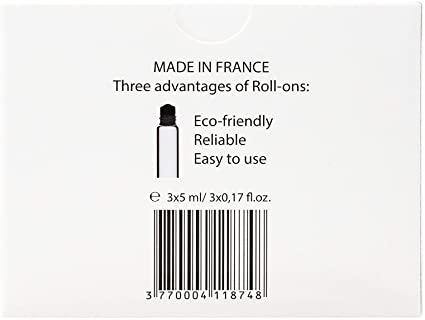 MADE IN FRANCE
Three advantages of Roll-ons:
Eco-friendly
Reliable
Easy to use
℮ 3x5 ml/ 3x0,17 fl.oz.
3 770004 118748